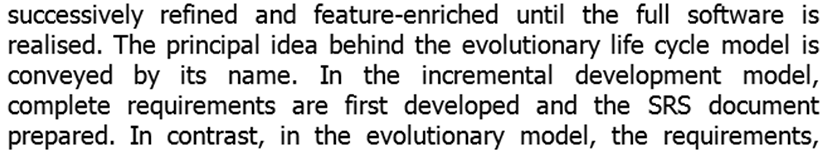 successively refined and feature-enriched until the full software is
realised. The principal idea behind the evolutionary life cycle model is
conveyed by its name. In the incremental development model,
complete requirements are first developed and the SRS document
prepared. In contrast, in the evolutionary model, the requirements,